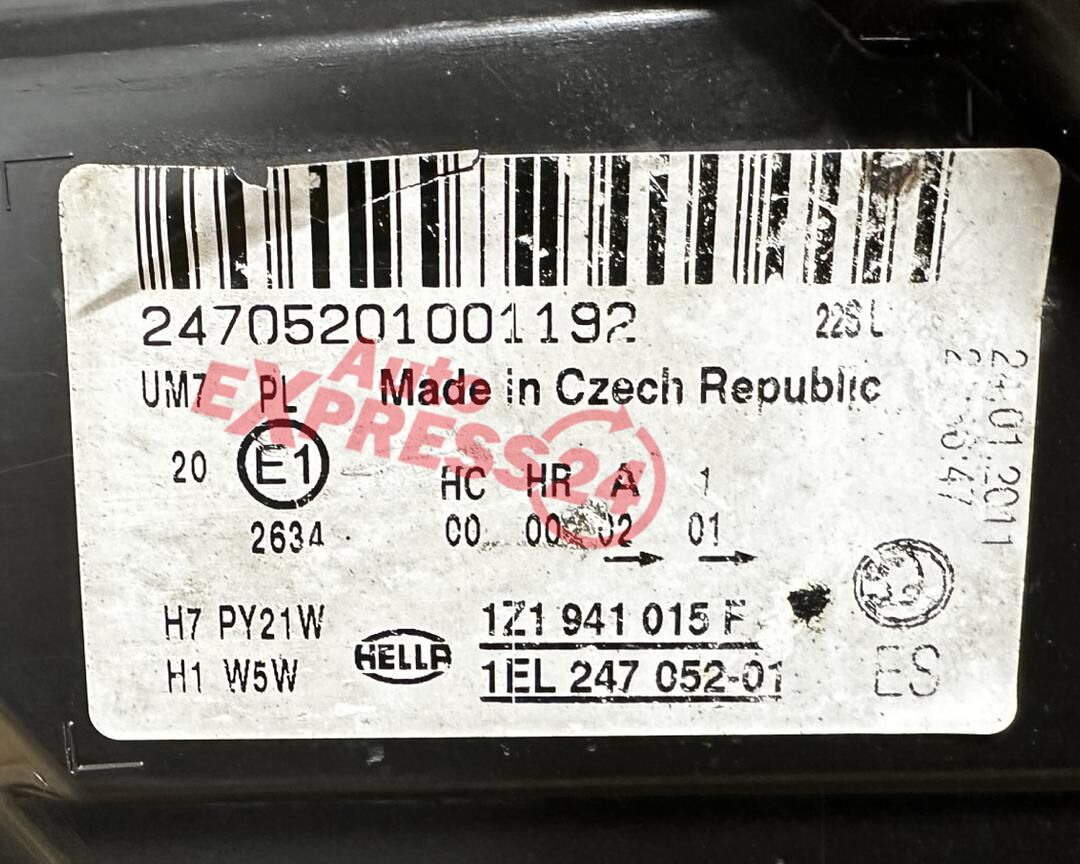 24705201001192
22S L
UM7 PL Made in Czech Republic
20 E1 HC HR A 1
2634 00 00 02 01
H7 PY21W
H1 W5W
HELLA
1Z1 941 015 F
1EL 247 052-01
ES
24.01.2011
Auto
EXPRESS24